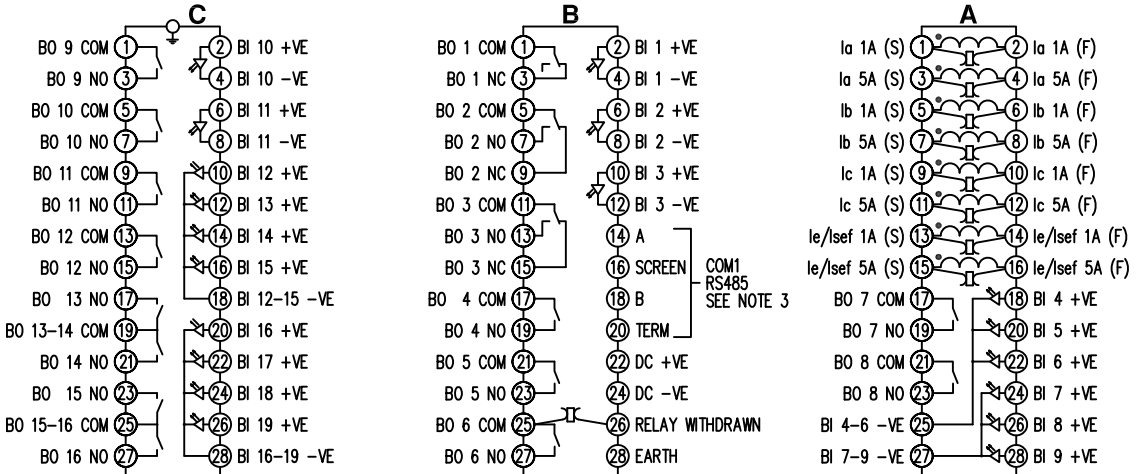 C
BO 9 COM 1 2 BI 10 +VE
BO 9 NO 3 4 BI 10 -VE
BO 10 COM 5 6 BI 11 +VE
BO 10 NO 7 8 BI 11 -VE
BO 11 COM 9 10 BI 12 +VE
BO 11 NO 11 12 BI 13 +VE
BO 12 COM 13 14 BI 14 +VE
BO 12 NO 15 16 BI 15 +VE
BO 13 NO 17 18 BI 12-15 -VE
BO 13-14 COM 19 20 BI 16 +VE
BO 14 NO 21 22 BI 17 +VE
BO 15 NO 23 24 BI 18 +VE
BO 15-16 COM 25 26 BI 19 +VE
BO 16 NO 27 28 BI 16-19 -VE
B
BO 1 COM 1 2 BI 1 +VE
BO 1 NC 3 4 BI 1 -VE
BO 2 COM 5 6 BI 2 +VE
BO 2 NO 7 8 BI 2 -VE
BO 2 NC 9 10 BI 3 +VE
BO 3 COM 11 12 BI 3 -VE
BO 3 NO 13 14 A
BO 3 NC 15 16 SCREEN
BO 4 COM 17 18 B
BO 4 NO 19 20 TERM
COM1
RS485
SEE NOTE 3
BO 5 COM 21 22 DC +VE
BO 5 NO 23 24 DC -VE
BO 6 COM 25 26 RELAY WITHDRAWN
BO 6 NO 27 28 EARTH
A
Ia 1A (S) 1 2 Ia 1A (F)
Ia 5A (S) 3 4 Ia 5A (F)
Ib 1A (S) 5 6 Ib 1A (F)
Ib 5A (S) 7 8 Ib 5A (F)
Ic 1A (S) 9 10 Ic 1A (F)
Ic 5A (S) 11 12 Ic 5A (F)
Ie/Isef 1A (S) 13 14 Ie/Isef 1A (F)
Ie/Isef 5A (S) 15 16 Ie/Isef 5A (F)
BO 7 COM 17 18 BI 4 +VE
BO 7 NO 19 20 BI 5 +VE
BO 8 COM 21 22 BI 6 +VE
BO 8 NO 23 24 BI 7 +VE
BI 4-6 -VE 25 26 BI 8 +VE
BI 7-9 -VE 27 28 BI 9 +VE